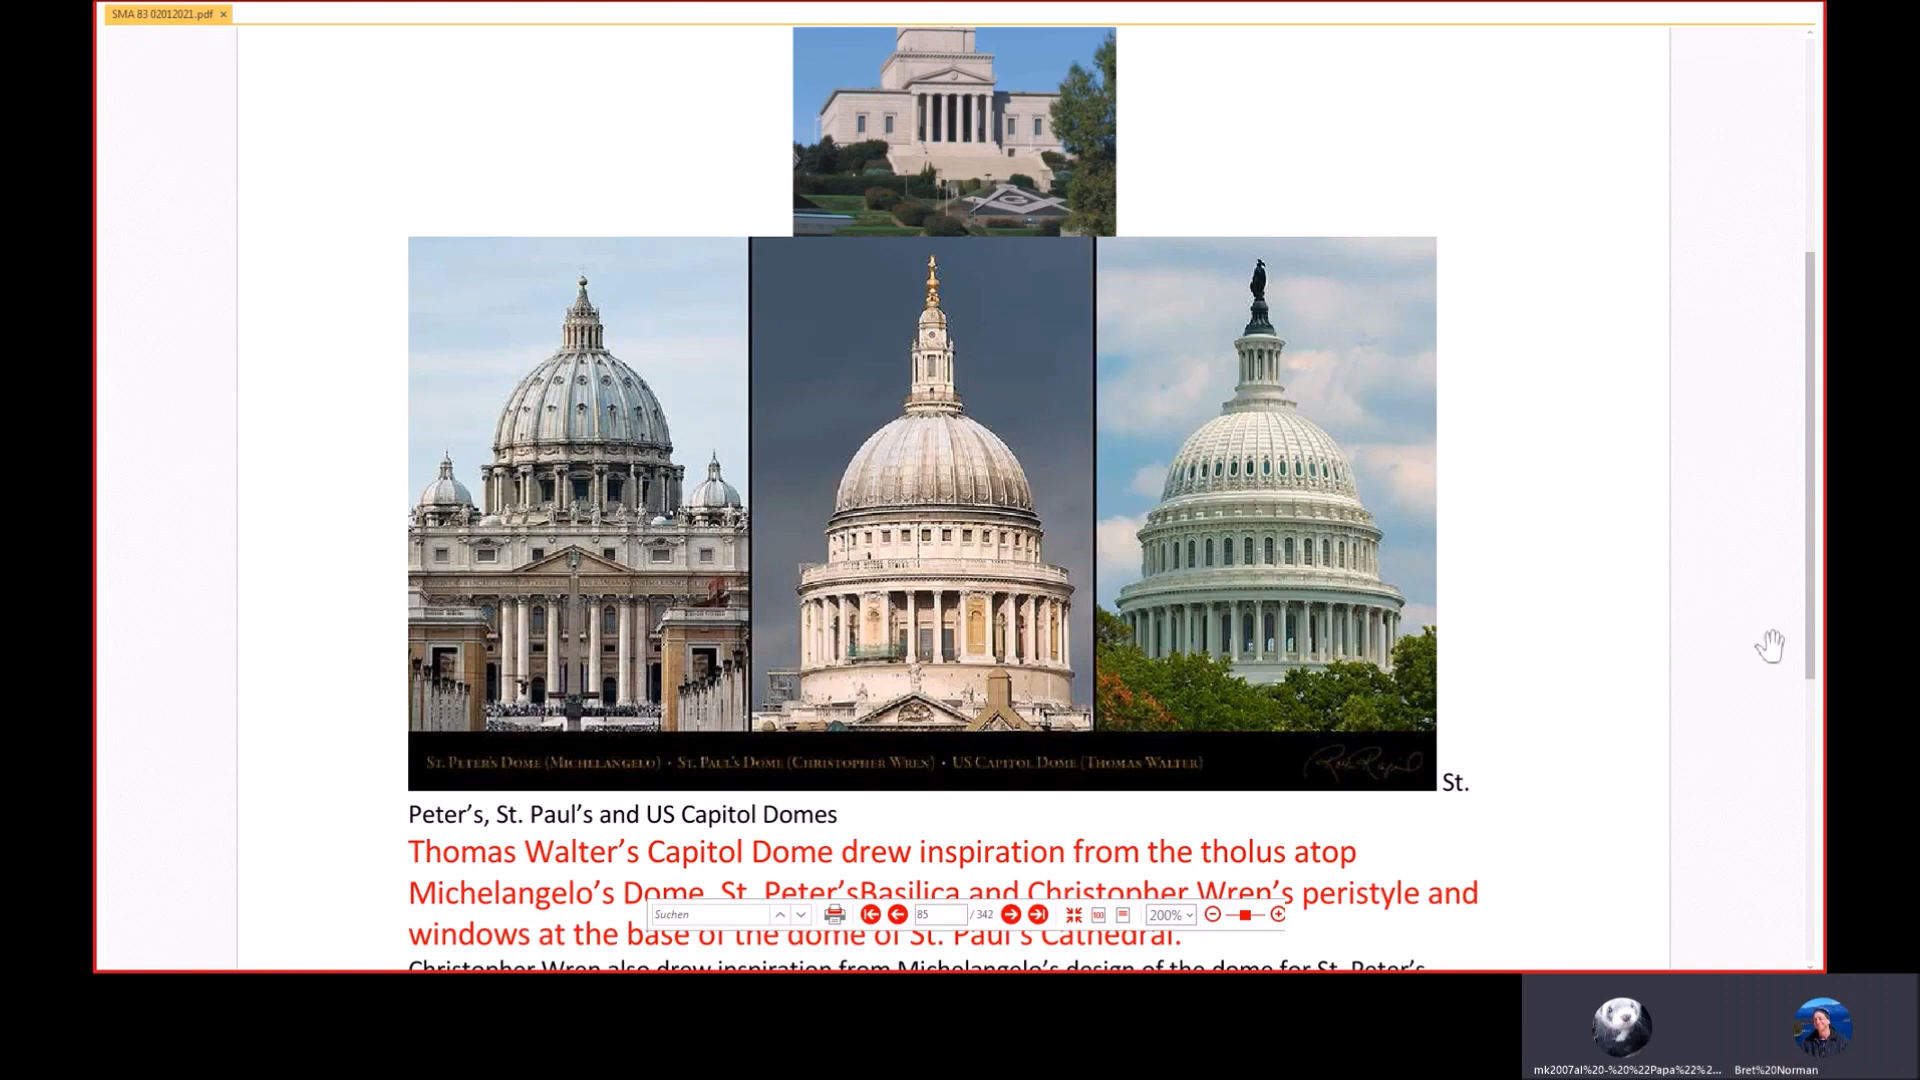 SMA 83 02012021.pdf ×
G
ST. PETER'S DOME (MICHELANGELO) • ST. PAUL'S DOME (CHRISTOPHER WREN) • US CAPITOL DOME (THOMAS WALTER)
St.
Peter’s, St. Paul’s and US Capitol Domes
Thomas Walter’s Capitol Dome drew inspiration from the tholus atop
Michelangelo’s Dome, St. Peter’sBasilica and Christopher Wren’s peristyle and
Suchen 85 / 342 100 200%
windows at the base of the dome of St. Paul’s Cathedral.
Christopher Wren also drew inspiration from Michelangelo’s design of the dome for St. Peter’s
mk2007al%20-%20%22Papa%22%2... Bret%20Norman